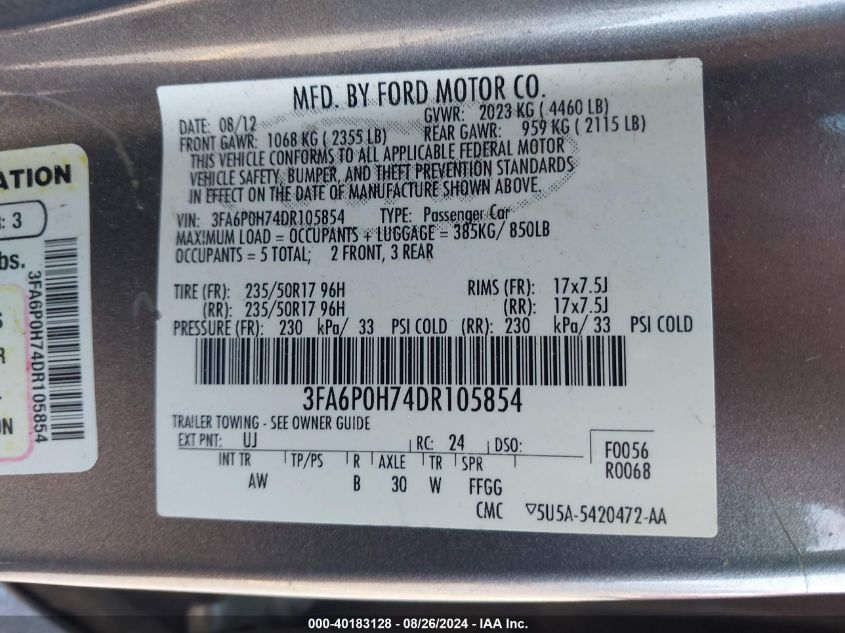 MFD. BY FORD MOTOR CO.
DATE: 08/12 GVWR: 2023 KG ( 4460 LB)
FRONT GAWR: 1068 KG ( 2355 LB) REAR GAWR: 959 KG ( 2115 LB)
THIS VEHICLE CONFORMS TO ALL APPLICABLE FEDERAL MOTOR
VEHICLE SAFETY, BUMPER, AND THEFT PREVENTION STANDARDS
IN EFFECT ON THE DATE OF MANUFACTURE SHOWN ABOVE.
VIN: 3FA6P0H74DR105854 TYPE: Passenger Car
MAXIMUM LOAD = OCCUPANTS + LUGGAGE = 385KG/ 850LB
OCCUPANTS = 5 TOTAL; 2 FRONT, 3 REAR
TIRE (FR): 235/50R17 96H RIMS (FR): 17x7.5J
(RR): 235/50R17 96H (RR): 17x7.5J
PRESSURE (FR): 230 kPa/ 33 PSI COLD (RR): 230 kPa/ 33 PSI COLD
3FA6P0H74DR105854
TRAILER TOWING - SEE OWNER GUIDE
EXT PNT: UJ RC: 24 DSO: F0056
R0068
INT TR TP/PS R AXLE TR SPR
AW B 30 W FFGG
CMC ▽5U5A-5420472-AA
ATION
: 3
bs.
S
R
ON
3FA6P0H74DR105854
000-40183128 - 08/26/2024 - IAA Inc.